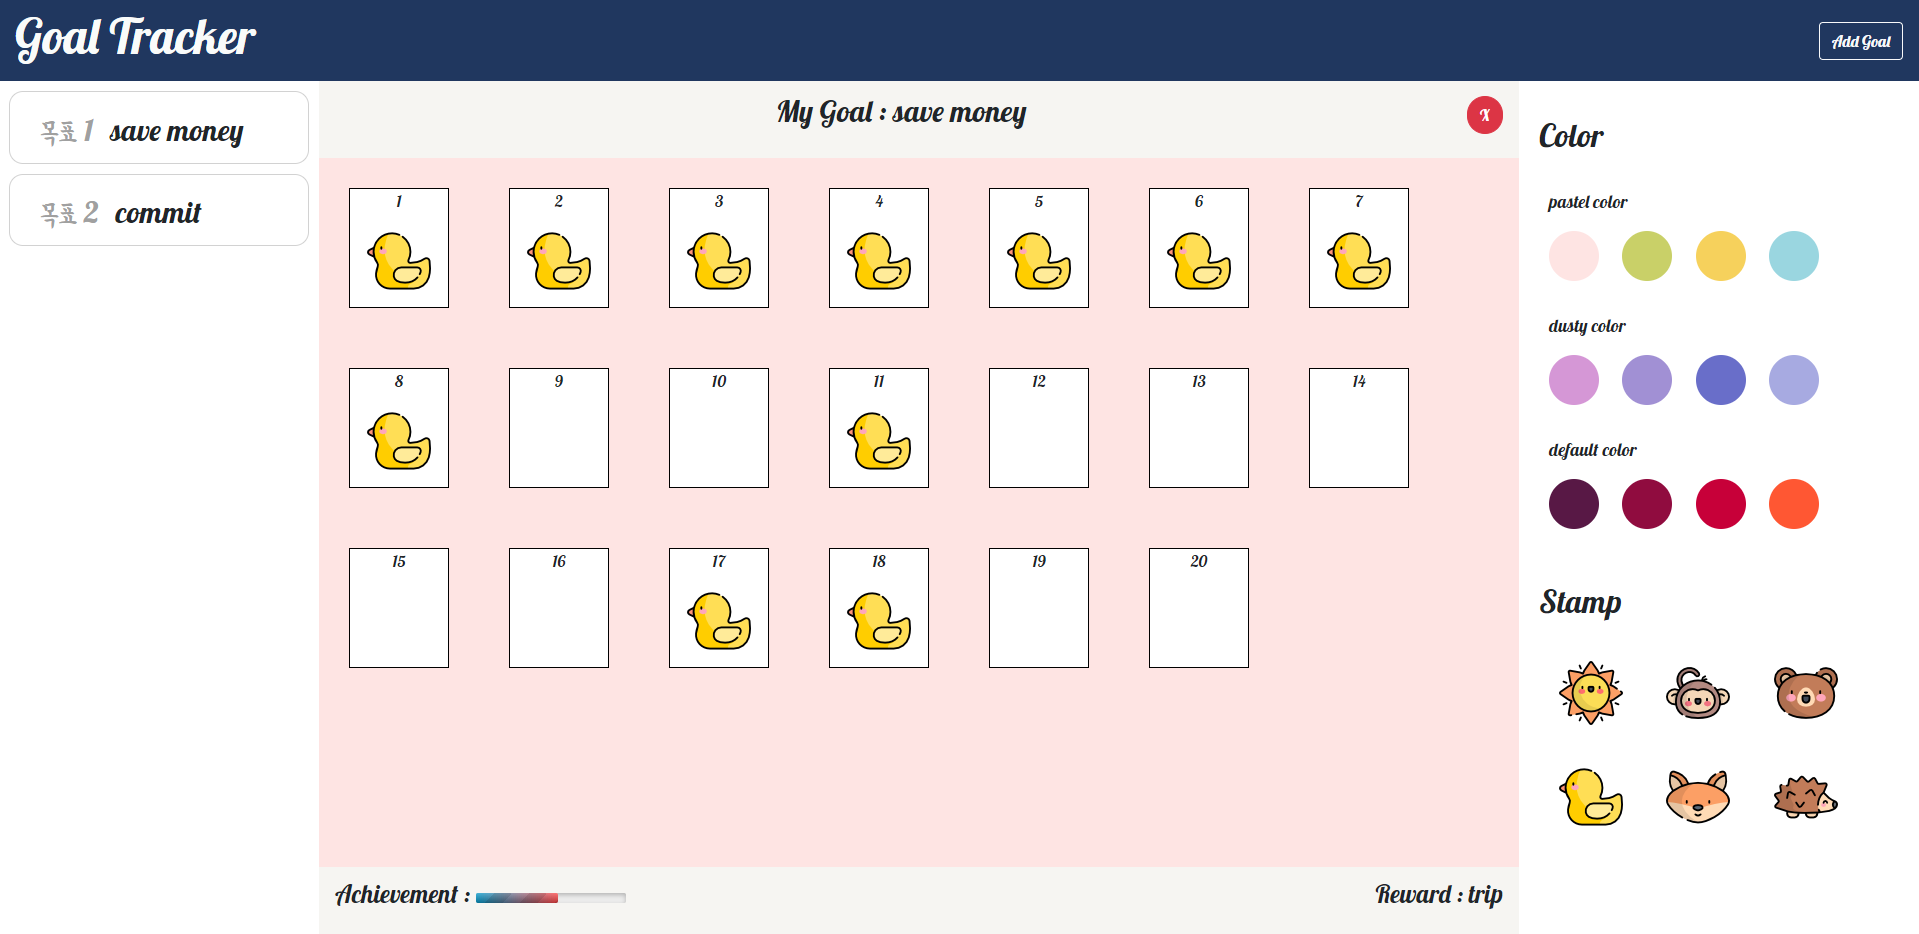 Goal Tracker
Add Goal
목표 1 save money
목표 2 commit
My Goal : save money
X
1 2 3 4 5 6 7
8 9 10 11 12 13 14
15 16 17 18 19 20
Achievement :
Reward : trip
Color
pastel color
dusty color
default color
Stamp